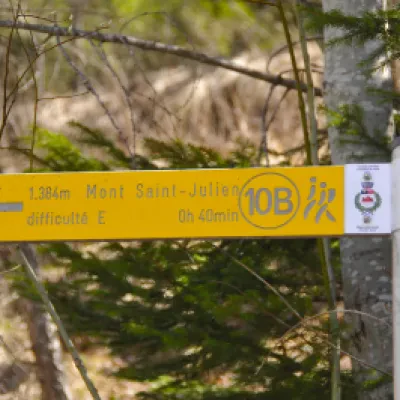 1.384m Mont Saint-Julien 10B
difficulté E 0h 40min